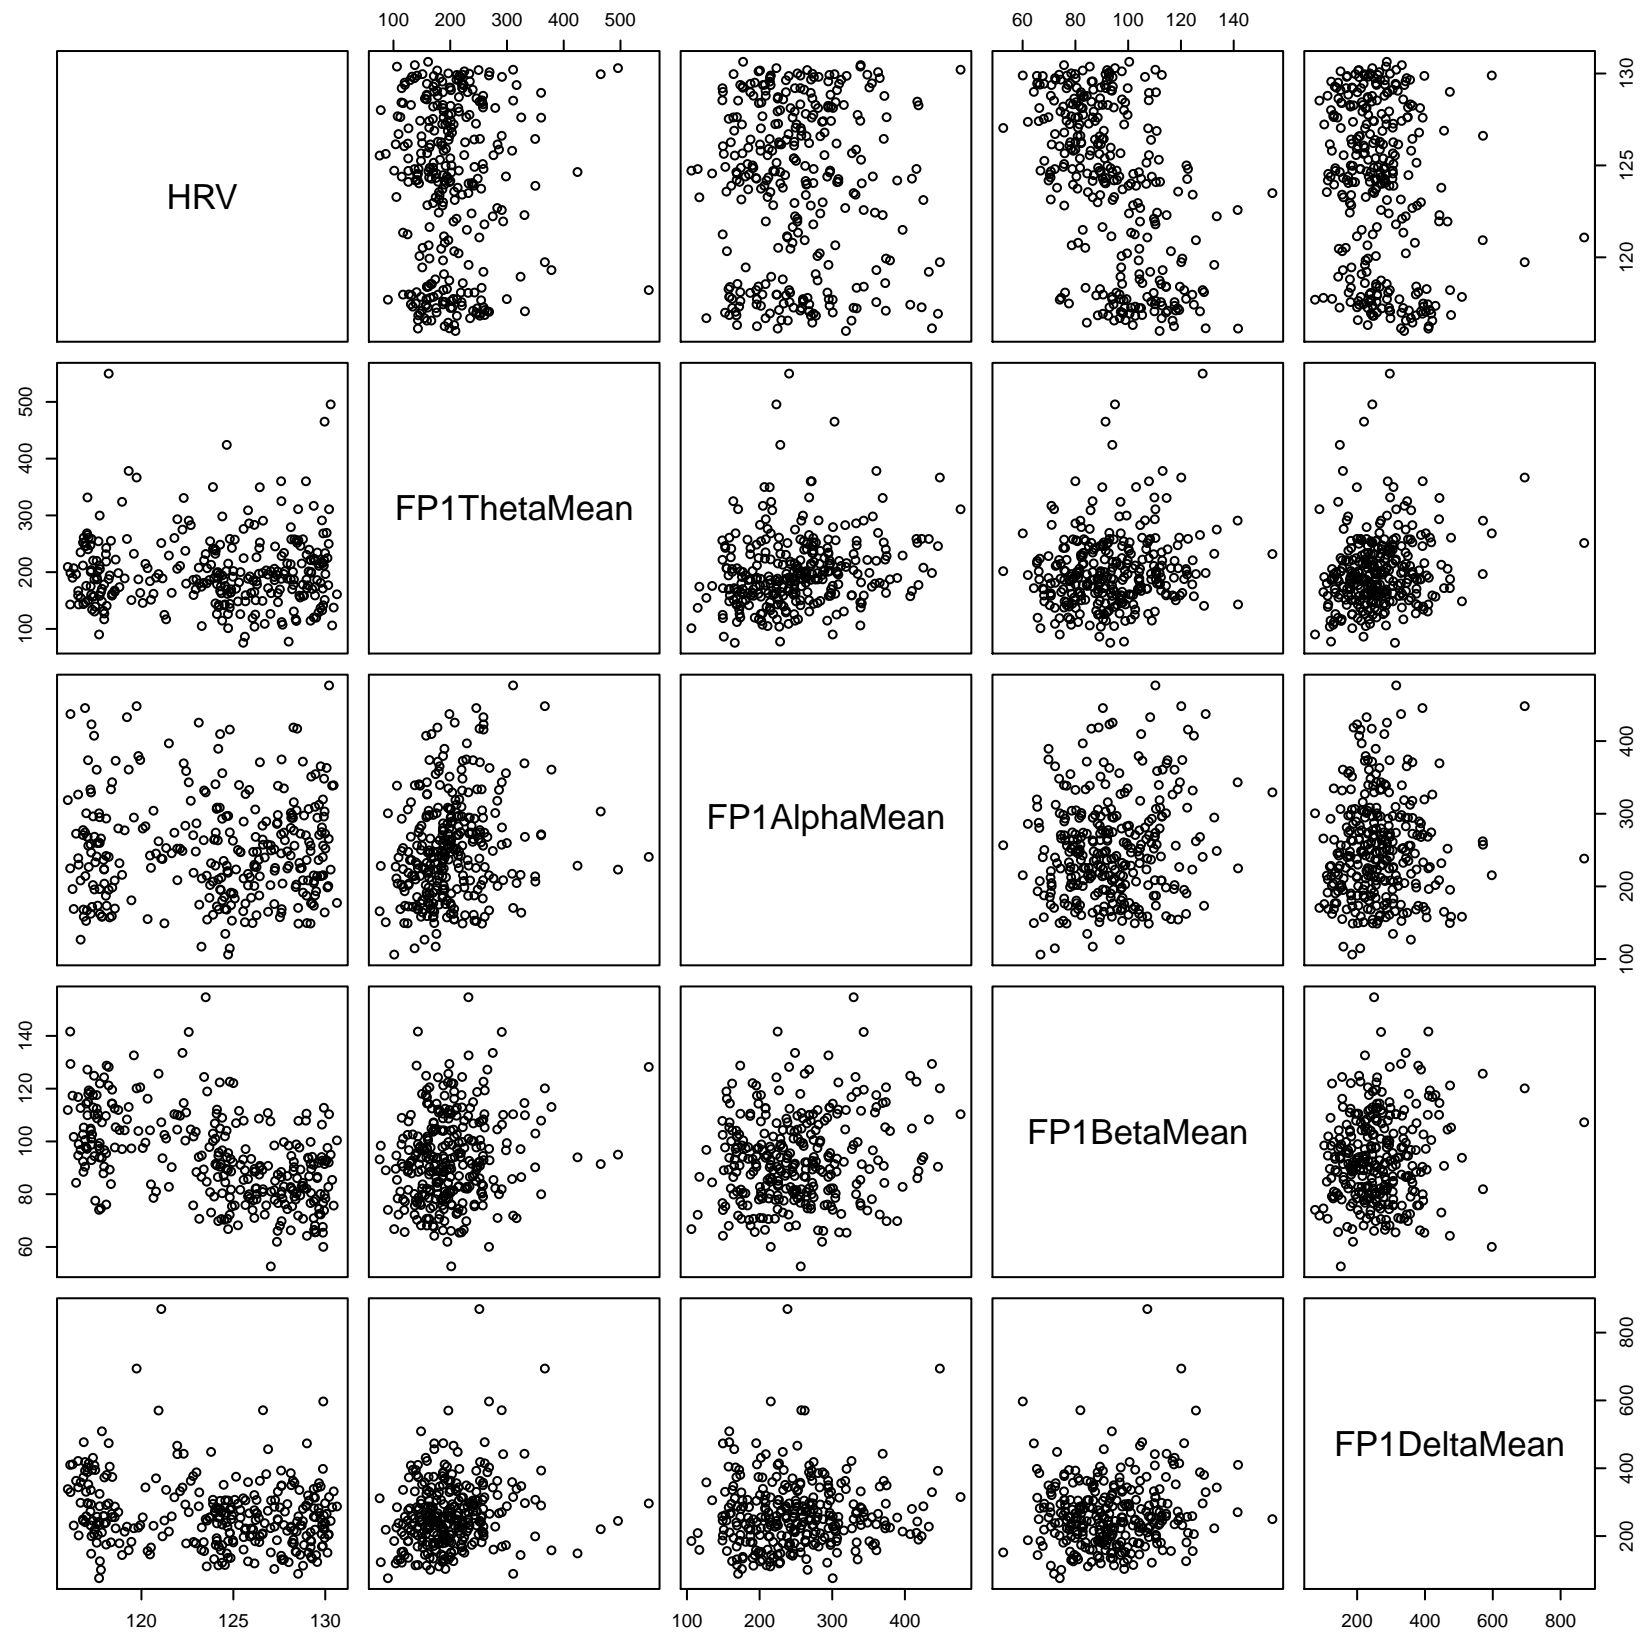 100 200 300 400 500 60 80 100 120 140
HRV
120 125 130
100 200 300 400 500
FP1ThetaMean
FP1AlphaMean
100 200 300 400
60 80 100 120 140
FP1BetaMean
FP1DeltaMean
200 400 600 800
120 125 130 100 200 300 400 200 400 600 800